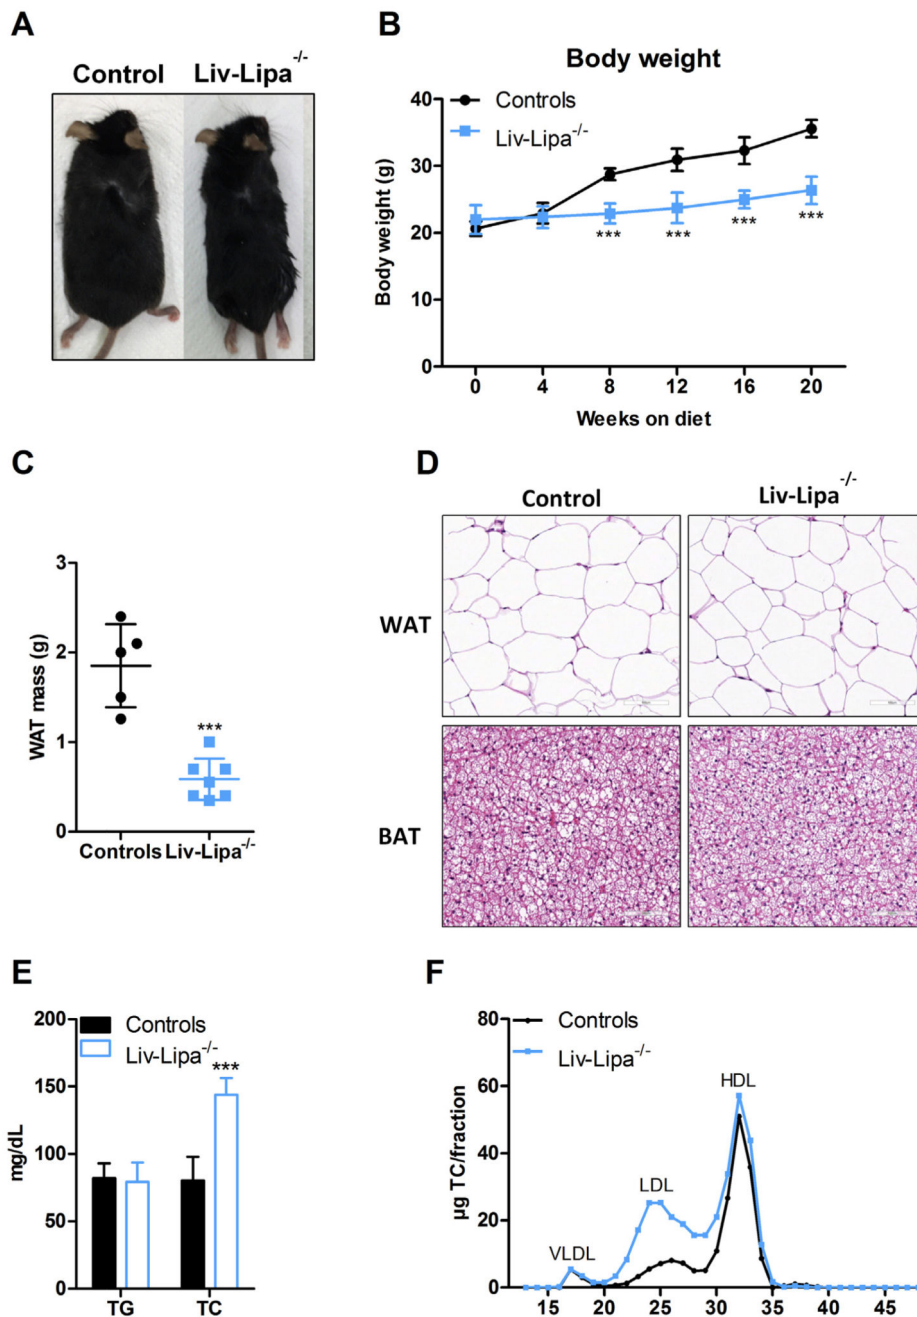 A
Control Liv-Lipa-/-
B
Body weight
Controls
Liv-Lipa-/-
Body weight (g)
40
30
20
10
0
*** *** *** ***
0 4 8 12 16 20
Weeks on diet
C
WAT mass (g)
3
2
1
0
***
Controls Liv-Lipa-/-
D
Control Liv-Lipa-/-
WAT
BAT
E
Controls
Liv-Lipa-/-
mg/dL
200
150
100
50
0
***
TG TC
F
Controls
Liv-Lipa-/-
µg TC/fraction
80
60
40
20
0
VLDL
LDL
HDL
15 20 25 30 35 40 45